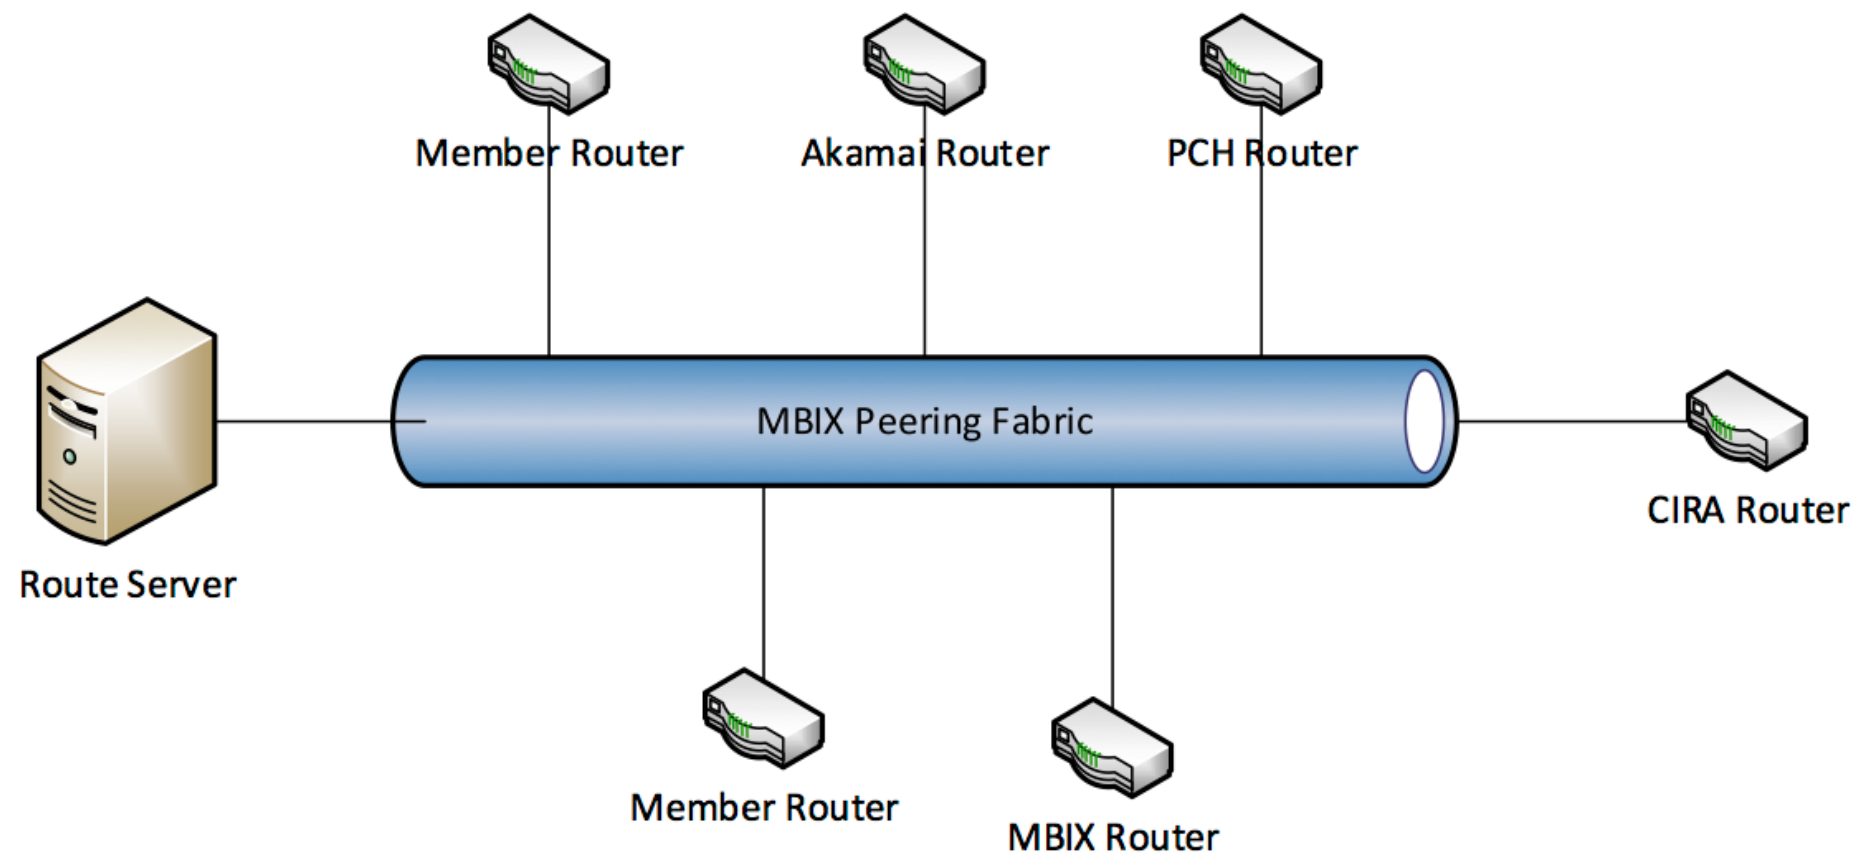 Member Router
Akamai Router
PCH Router
MBIX Peering Fabric
CIRA Router
Route Server
Member Router
MBIX Router